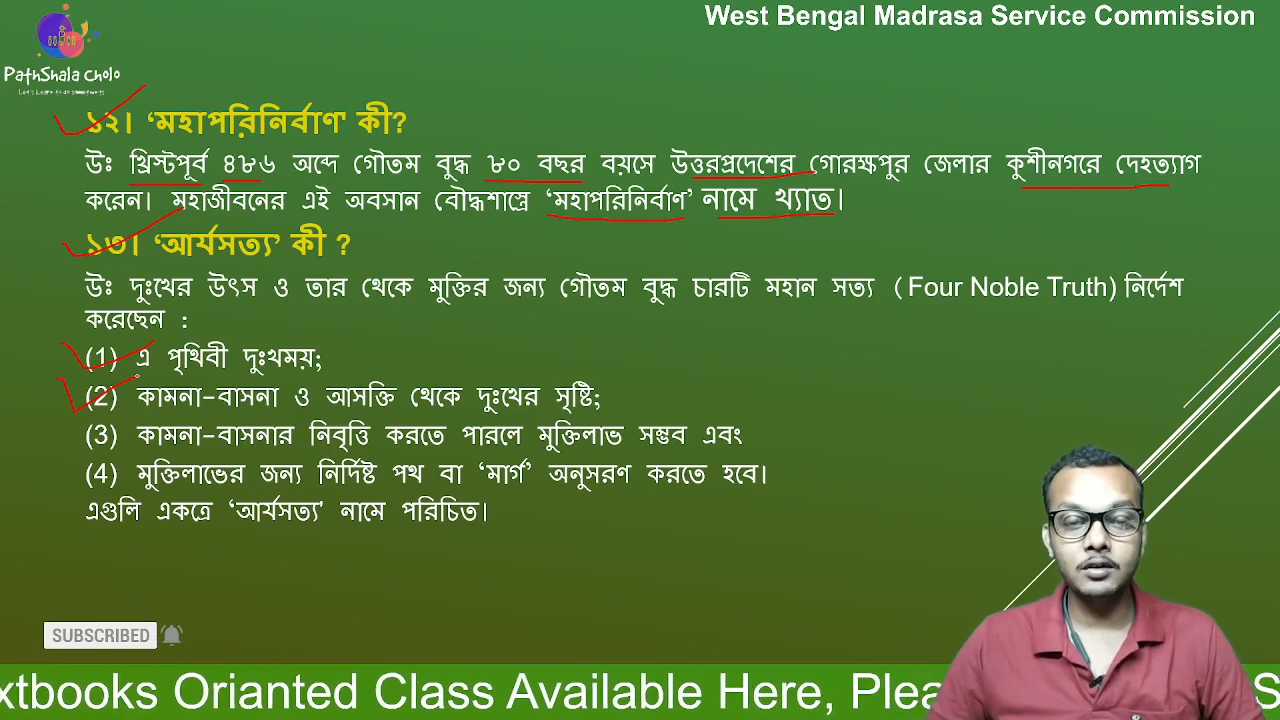 West Bengal Madrasa Service Commission
PathShala Cholo
১২। ‘মহাপরিনির্বাণ' কী?
উঃ খ্রিস্টপূর্ব ৪৮৬ অব্দে গৌতম বুদ্ধ ৮০ বছর বয়সে উত্তরপ্রদেশের গোরক্ষপুর জেলার কুশীনগরে দেহত্যাগ
করেন। মহাজীবনের এই অবসান বৌদ্ধশাস্ত্রে ‘মহাপরিনির্বাণ’ নামে খ্যাত।
১৩। ‘আর্যসত্য’ কী ?
উঃ দুঃখের উৎস ও তার থেকে মুক্তির জন্য গৌতম বুদ্ধ চারটি মহান সত্য (Four Noble Truth) নির্দেশ
করেছেন :
(1) এ পৃথিবী দুঃখময়;
(2) কামনা-বাসনা ও আসক্তি থেকে দুঃখের সৃষ্টি;
(3) কামনা-বাসনার নিবৃত্তি করতে পারলে মুক্তিলাভ সম্ভব এবং
(4) মুক্তিলাভের জন্য নির্দিষ্ট পথ বা ‘মার্গ’ অনুসরণ করতে হবে।
এগুলি একত্রে ‘আর্যসত্য' নামে পরিচিত।
SUBSCRIBED
xtbooks Orianted Class Available Here, Plea